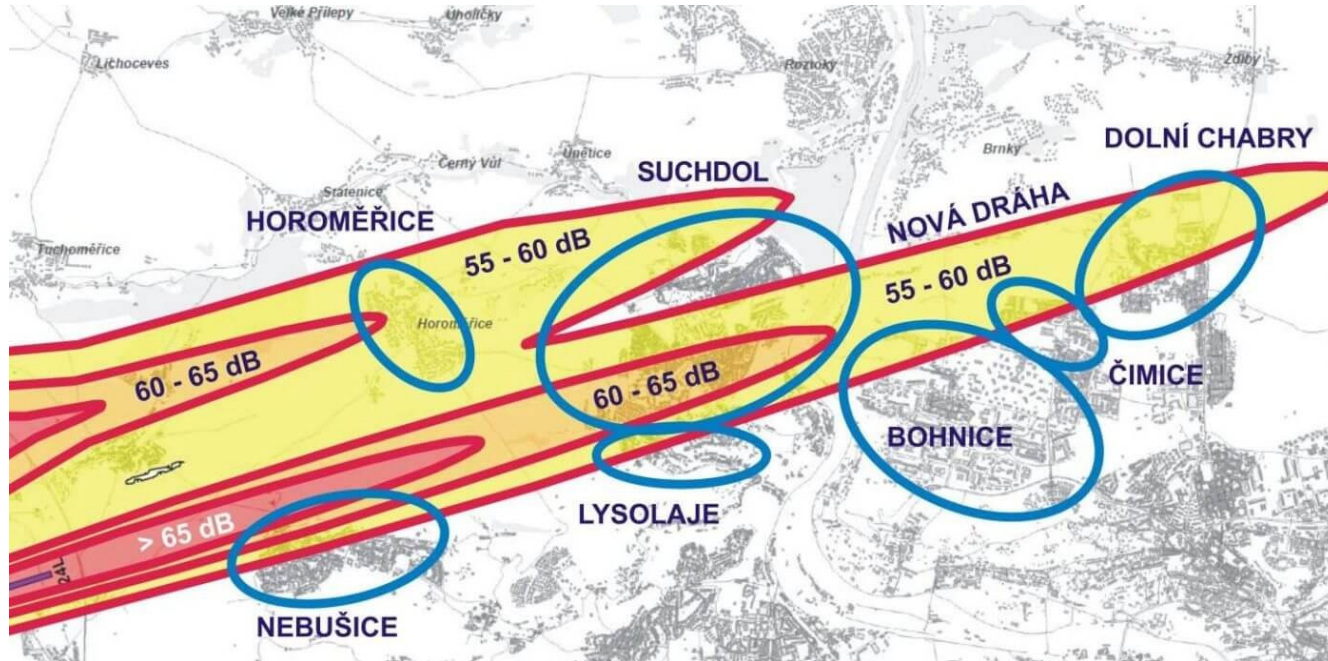 Velké Přílepy
Úholičky
Lichoceves
Roztoky
Zdiby
DOLNÍ CHABRY
Brnky
Únětice
Černý Vůl
SUCHDOL
Statenice
HOROMĚŘICE
NOVÁ DRÁHA
Tuchoměřice
55 - 60 dB
55 - 60 dB
Horoměřice
60 - 65 dB
60 - 65 dB
ČIMICE
BOHNICE
LYSOLAJE
> 65 dB
24L
NEBUŠICE